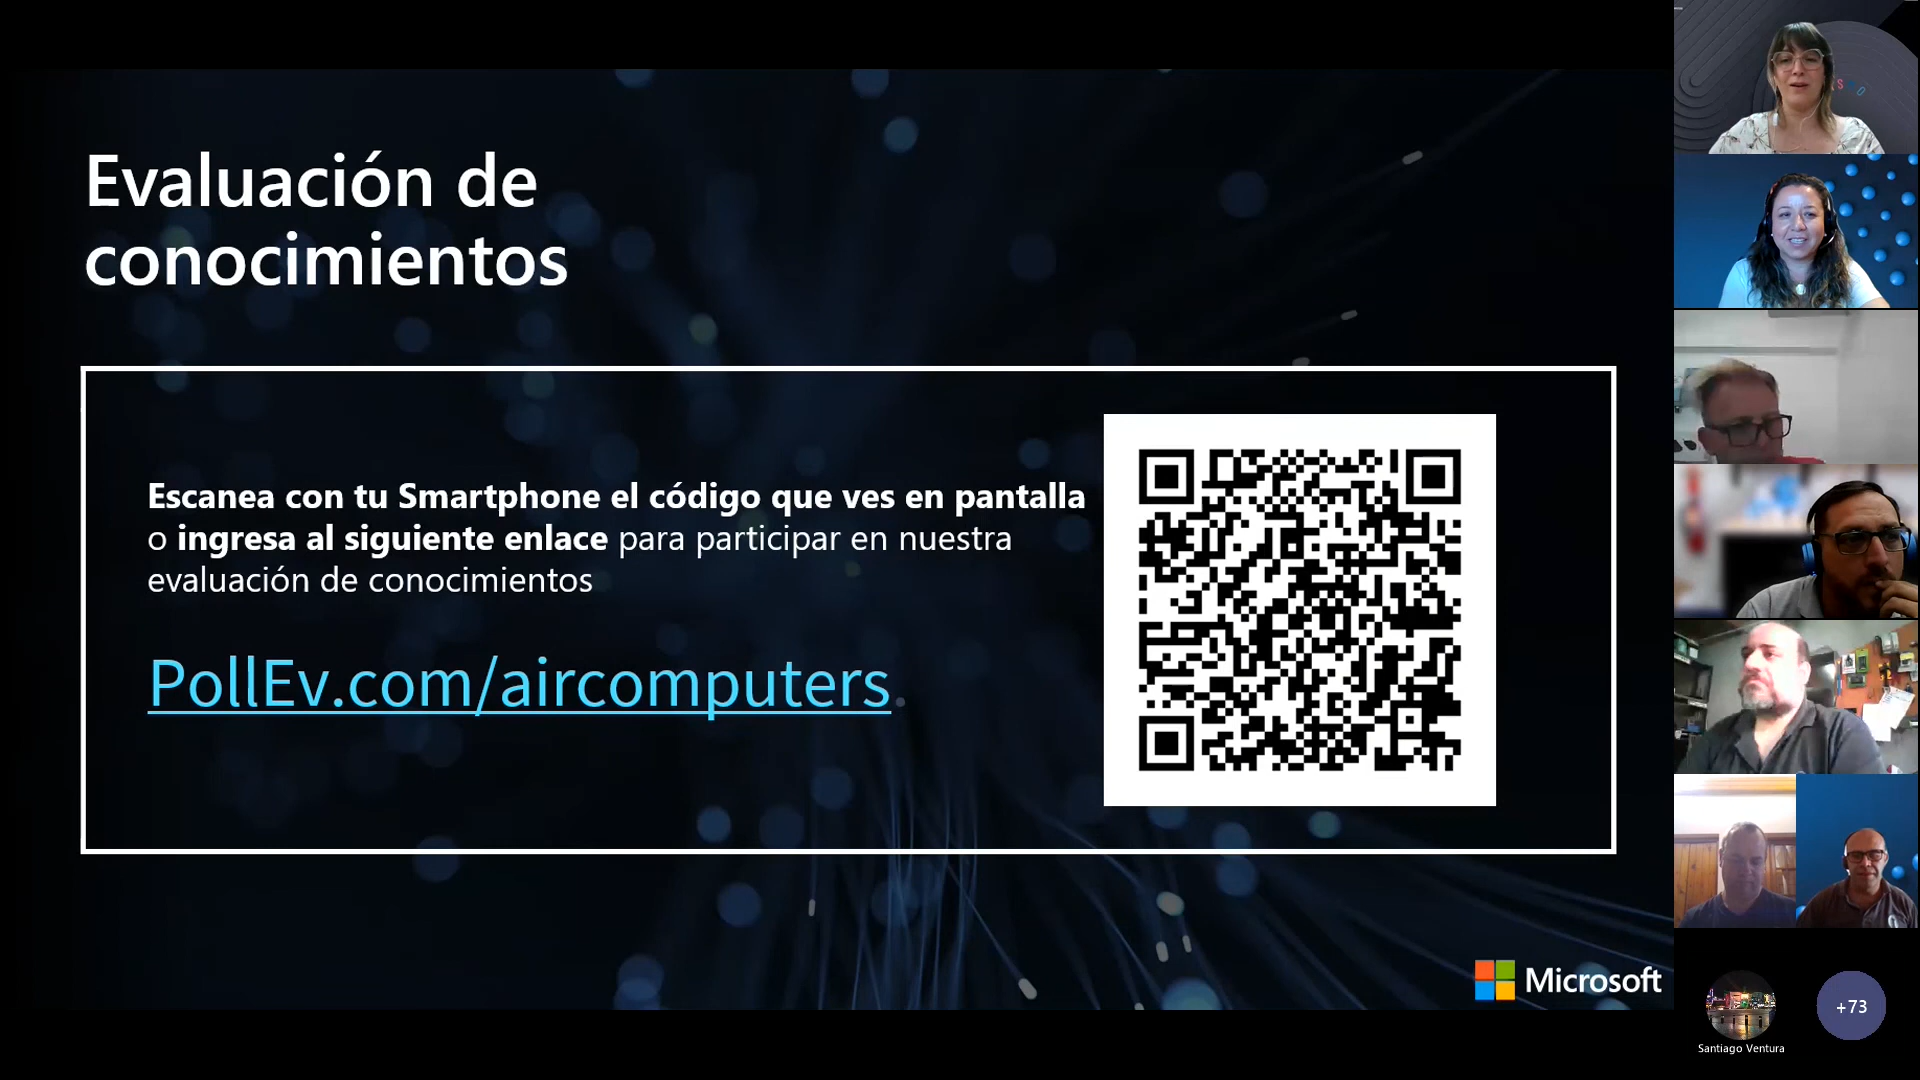 Evaluación de
conocimientos
Escanea con tu Smartphone el código que ves en pantalla
o ingresa al siguiente enlace para participar en nuestra
evaluación de conocimientos
PollEv.com/aircomputers.
Microsoft
+73
Santiago Ventura